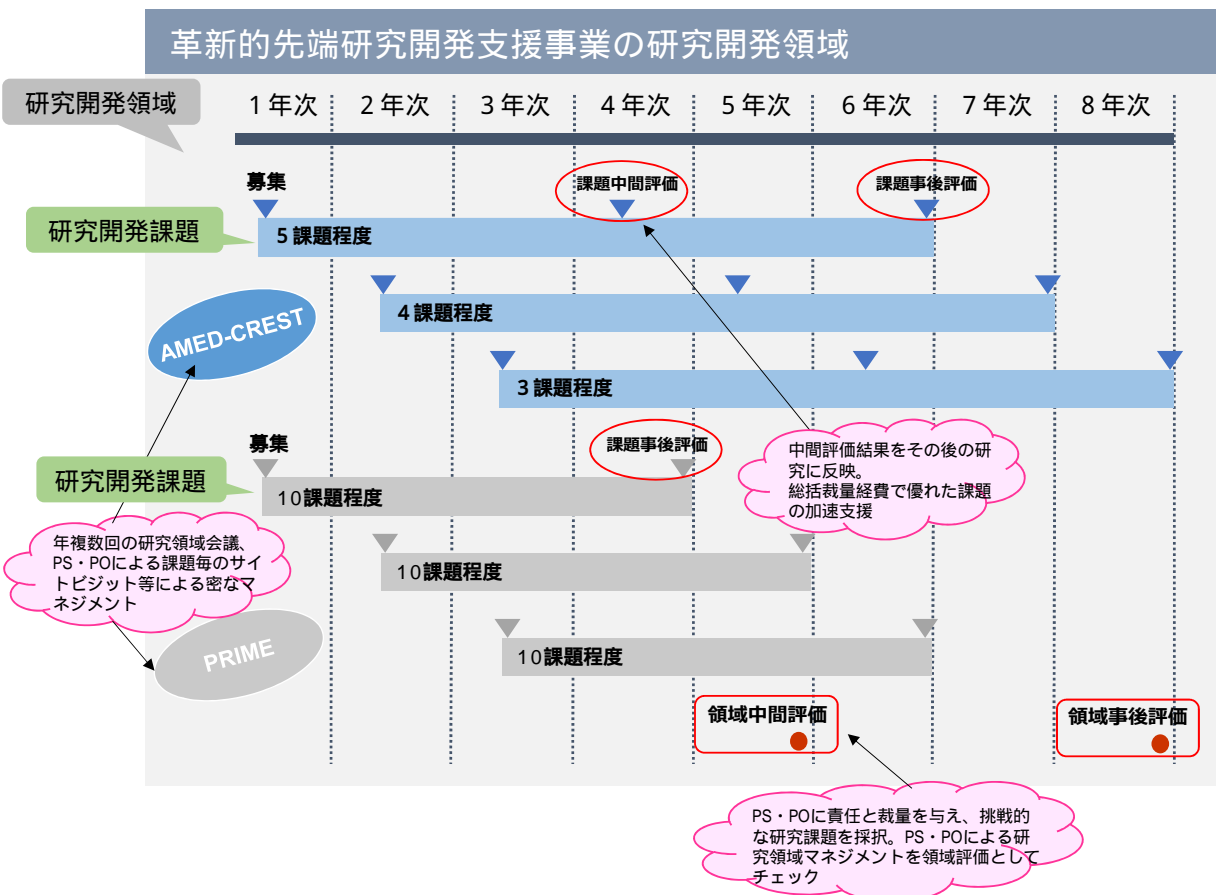 革新的先端研究開発支援事業の研究開発領域
研究開発領域
1年次
2年次
3年次
4年次
5年次
6年次
7年次
8年次
募集
課題中間評価
課題事後評価
研究開発課題
5課題程度
4課題程度
AMED-CREST
3課題程度
募集
課題事後評価
中間評価結果をその後の研
究に反映。
総括裁量経費で優れた課題
の加速支援
研究開発課題
10課題程度
年複数回の研究領域会議、
PS・POによる課題毎のサイ
トビジット等による密なマ
ネジメント
10課題程度
PRIME
10課題程度
領域中間評価
領域事後評価
PS・POに責任と裁量を与え、挑戦的
な研究課題を採択。PS・POによる研
究領域マネジメントを領域評価として
チェック